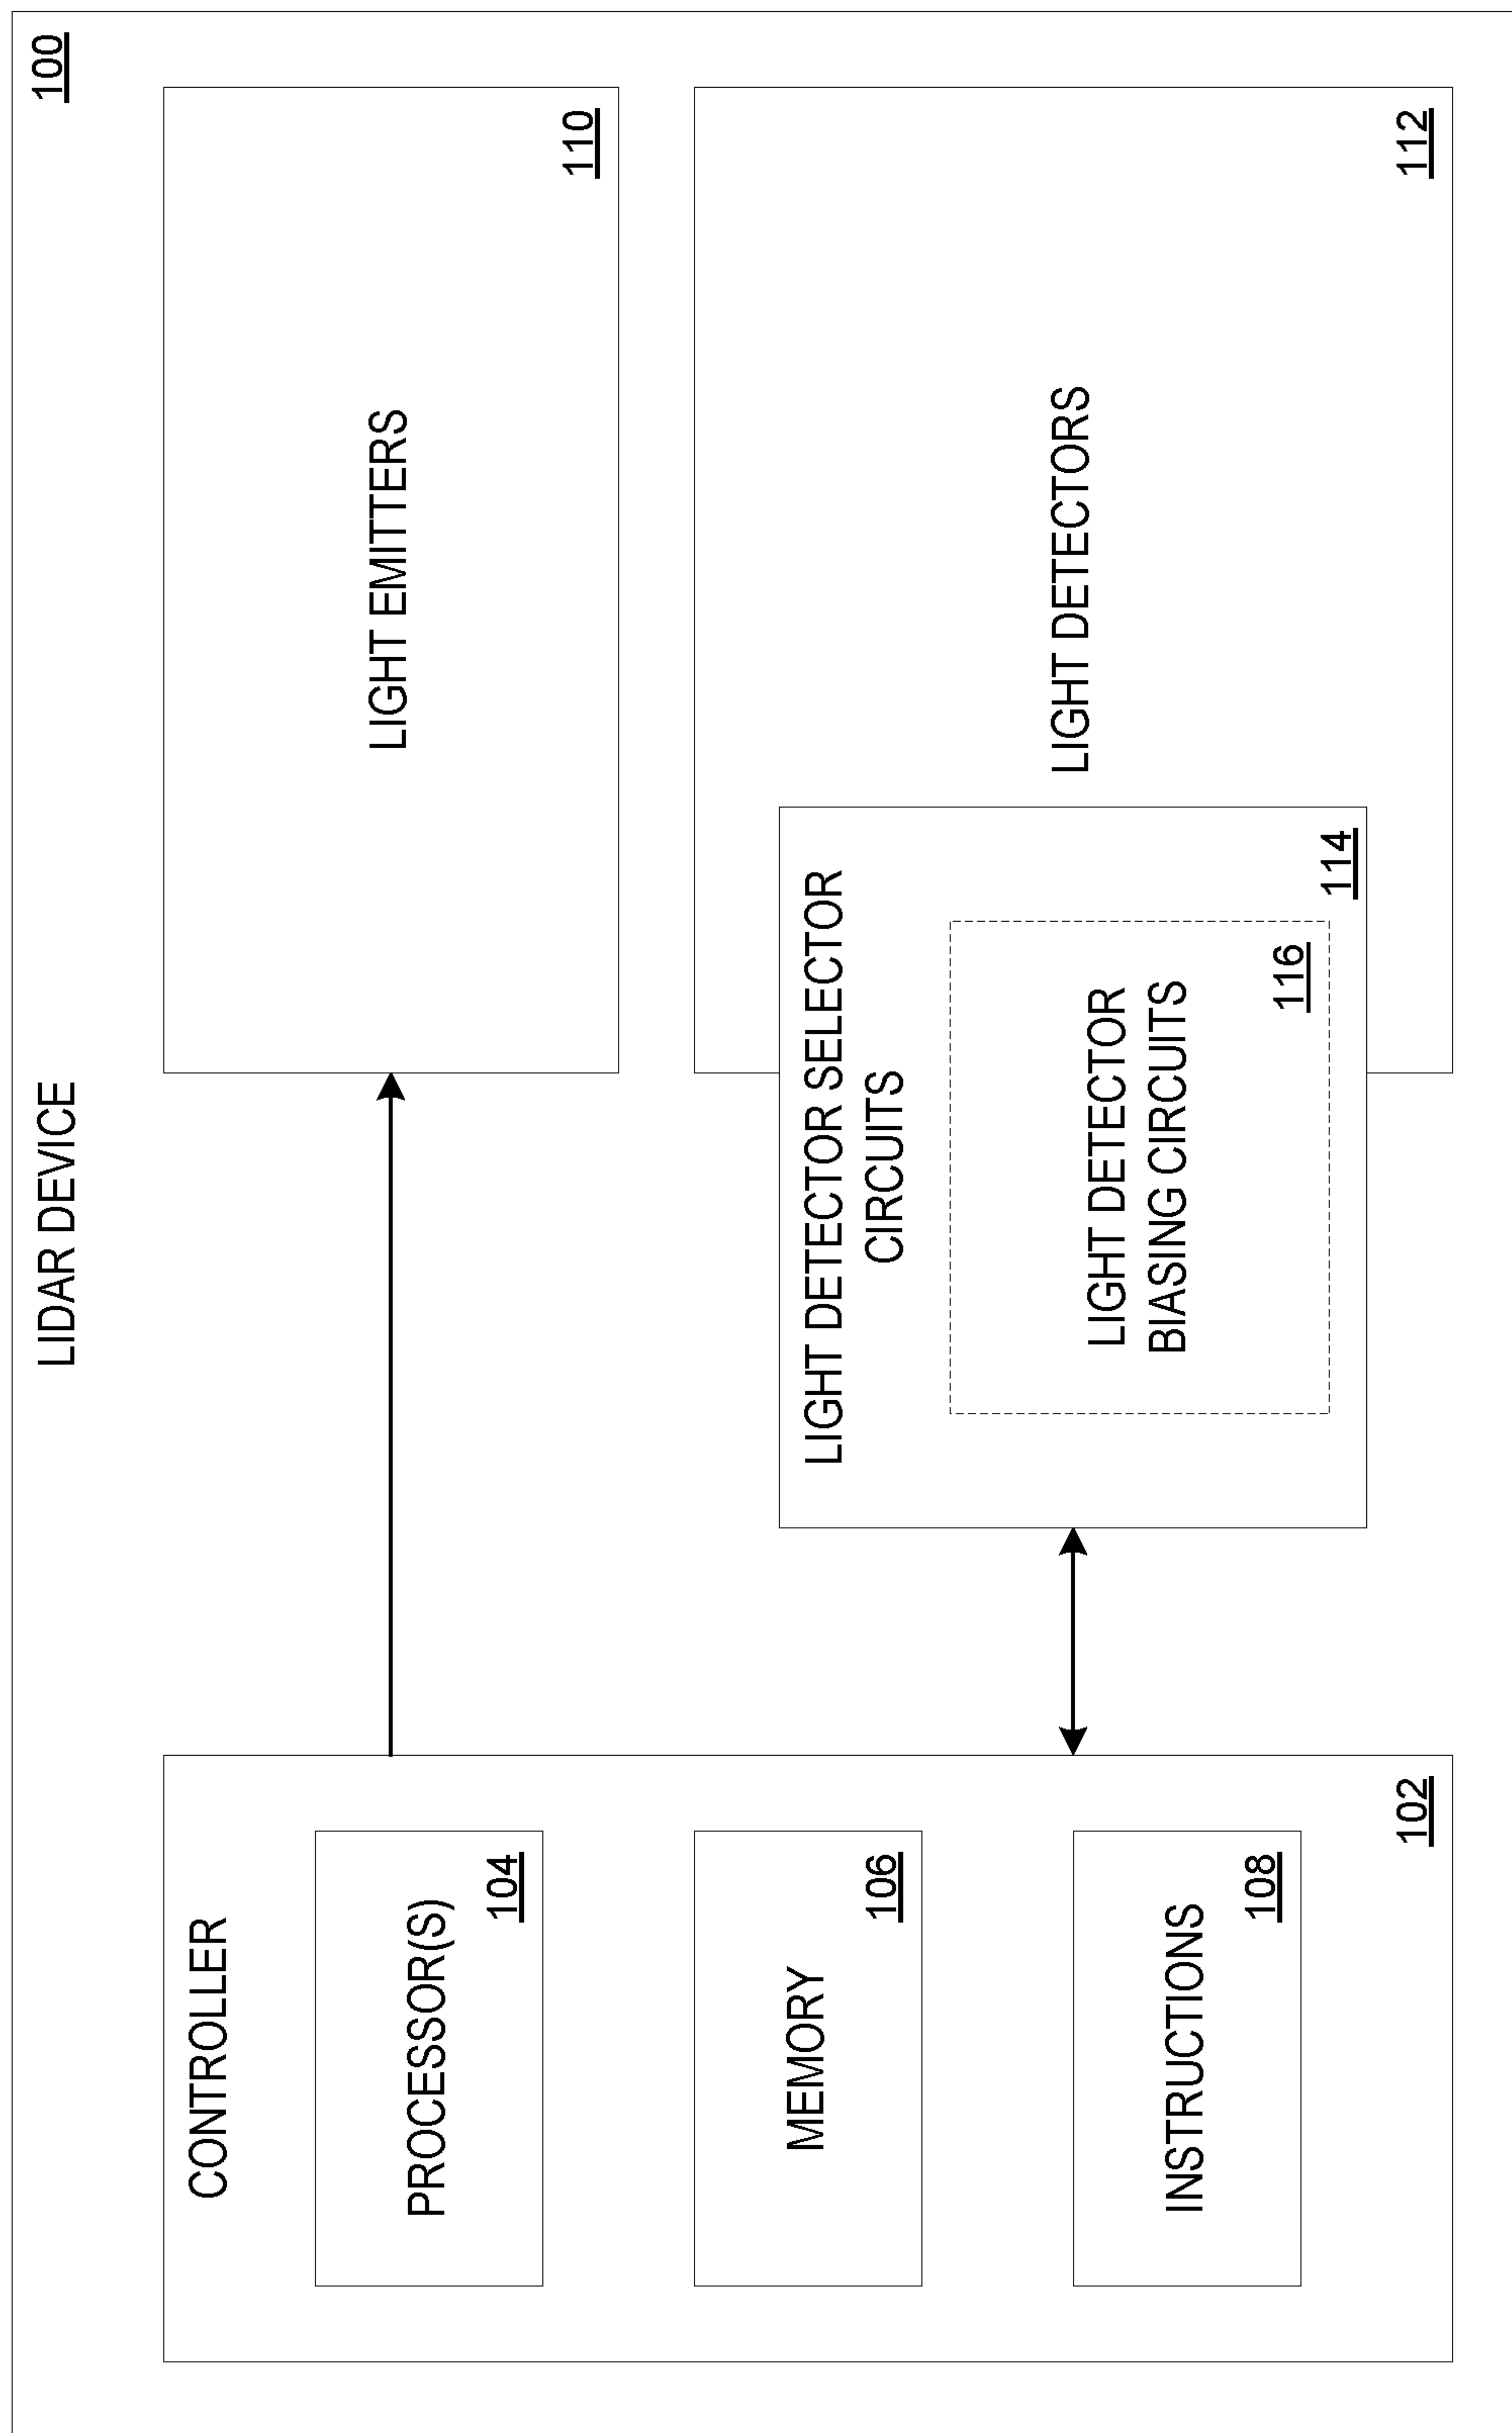 LIDAR DEVICE
100
CONTROLLER
PROCESSOR(S)
104
MEMORY
106
INSTRUCTIONS
108
102
LIGHT EMITTERS
110
LIGHT DETECTOR SELECTOR
CIRCUITS
LIGHT DETECTOR
BIASING CIRCUITS
116
114
LIGHT DETECTORS
112